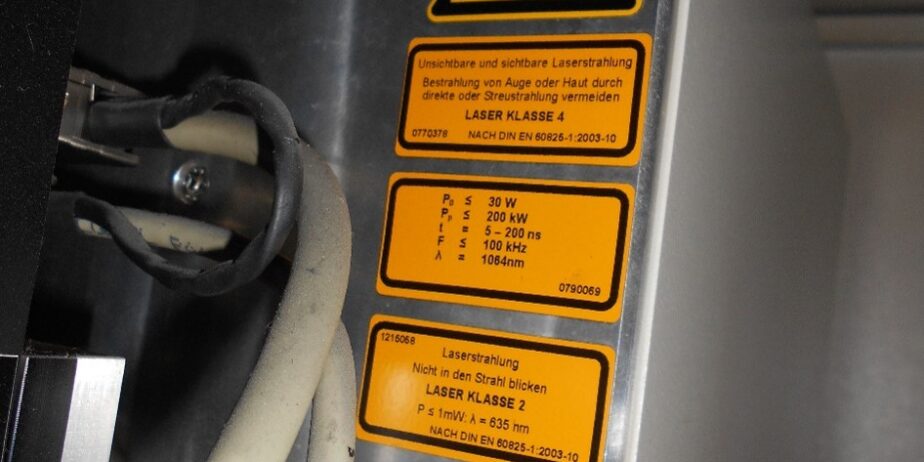 Unsichtbare und sichtbare Laserstrahlung
Bestrahlung von Auge oder Haut durch
direkte oder Streustrahlung vermeiden
LASER KLASSE 4
0770378 NACH DIN EN 60825-1:2003-10
P₀ ≤ 30 W
Pₚ ≤ 200 kW
t = 5 – 200 ns
F ≤ 100 kHz
λ = 1064nm
0790069
1215058
Laserstrahlung
Nicht in den Strahl blicken
LASER KLASSE 2
P ≤ 1mW: λ = 635 nm
NACH DIN EN 60825-1:2003-10